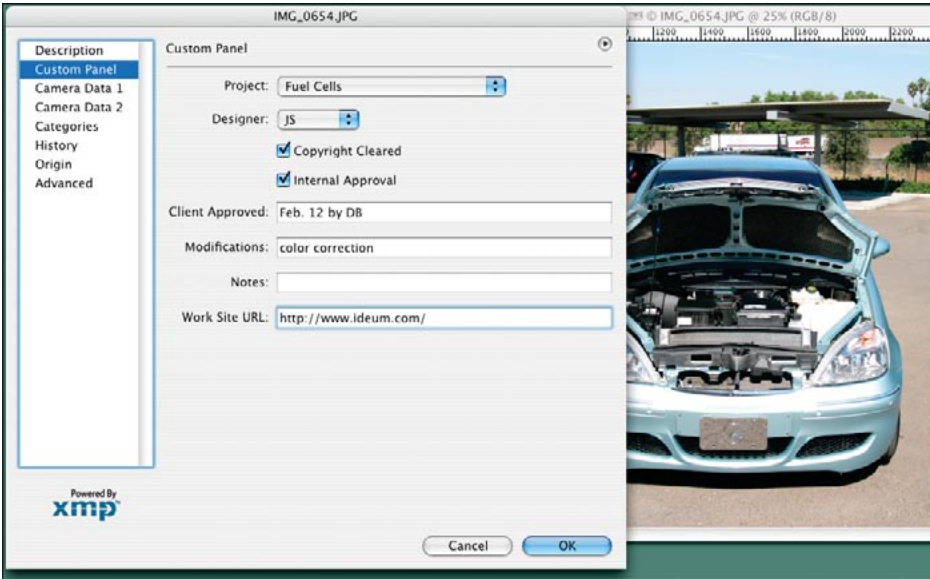 IMG_0654.JPG
© IMG_0654.JPG @ 25% (RGB/8)
1200 1400 1600 1800 2000 2200
Description
Custom Panel
Camera Data 1
Camera Data 2
Categories
History
Origin
Advanced
Custom Panel
Project: Fuel Cells
Designer: JS
Copyright Cleared
Internal Approval
Client Approved: Feb. 12 by DB
Modifications: color correction
Notes:
Work Site URL: http://www.ideum.com/
Powered By
xmp
Cancel OK